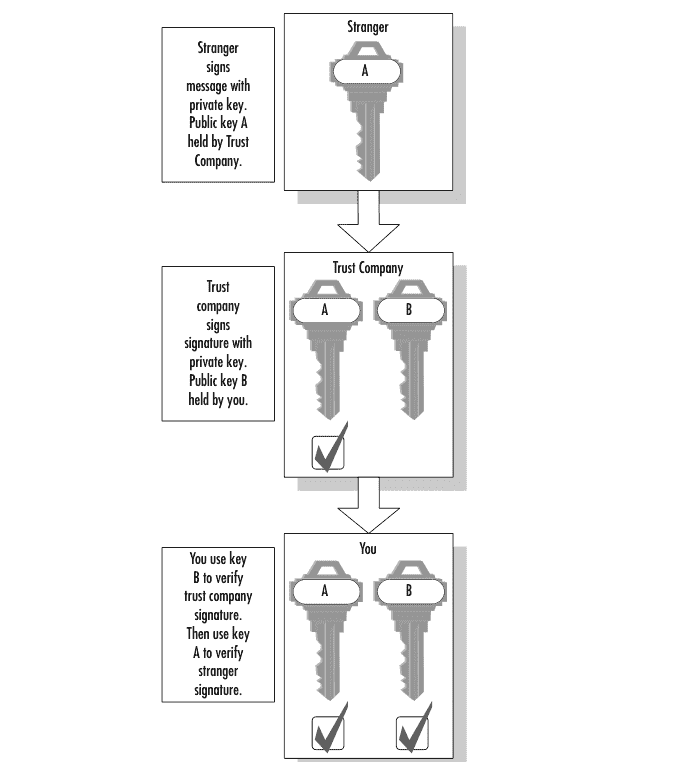 Stranger
signs
message with
private key.
Public key A
held by Trust
Company.
Stranger
A
Trust
company
signs
signature with
private key.
Public key B
held by you.
Trust Company
A
B
You use key
B to verify
trust company
signature.
Then use key
A to verify
stranger
signature.
You
A
B